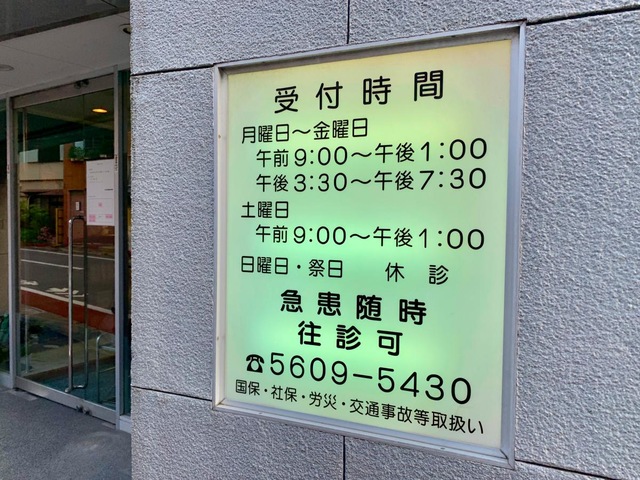 受付時間
月曜日〜金曜日
午前9:00〜午後1:00
午後3:30〜午後7:30
土曜日
午前9:00〜午後1:00
日曜日・祭日 休診
急患随時
往診可
☎5609-5430
国保・社保・労災・交通事故等取扱い